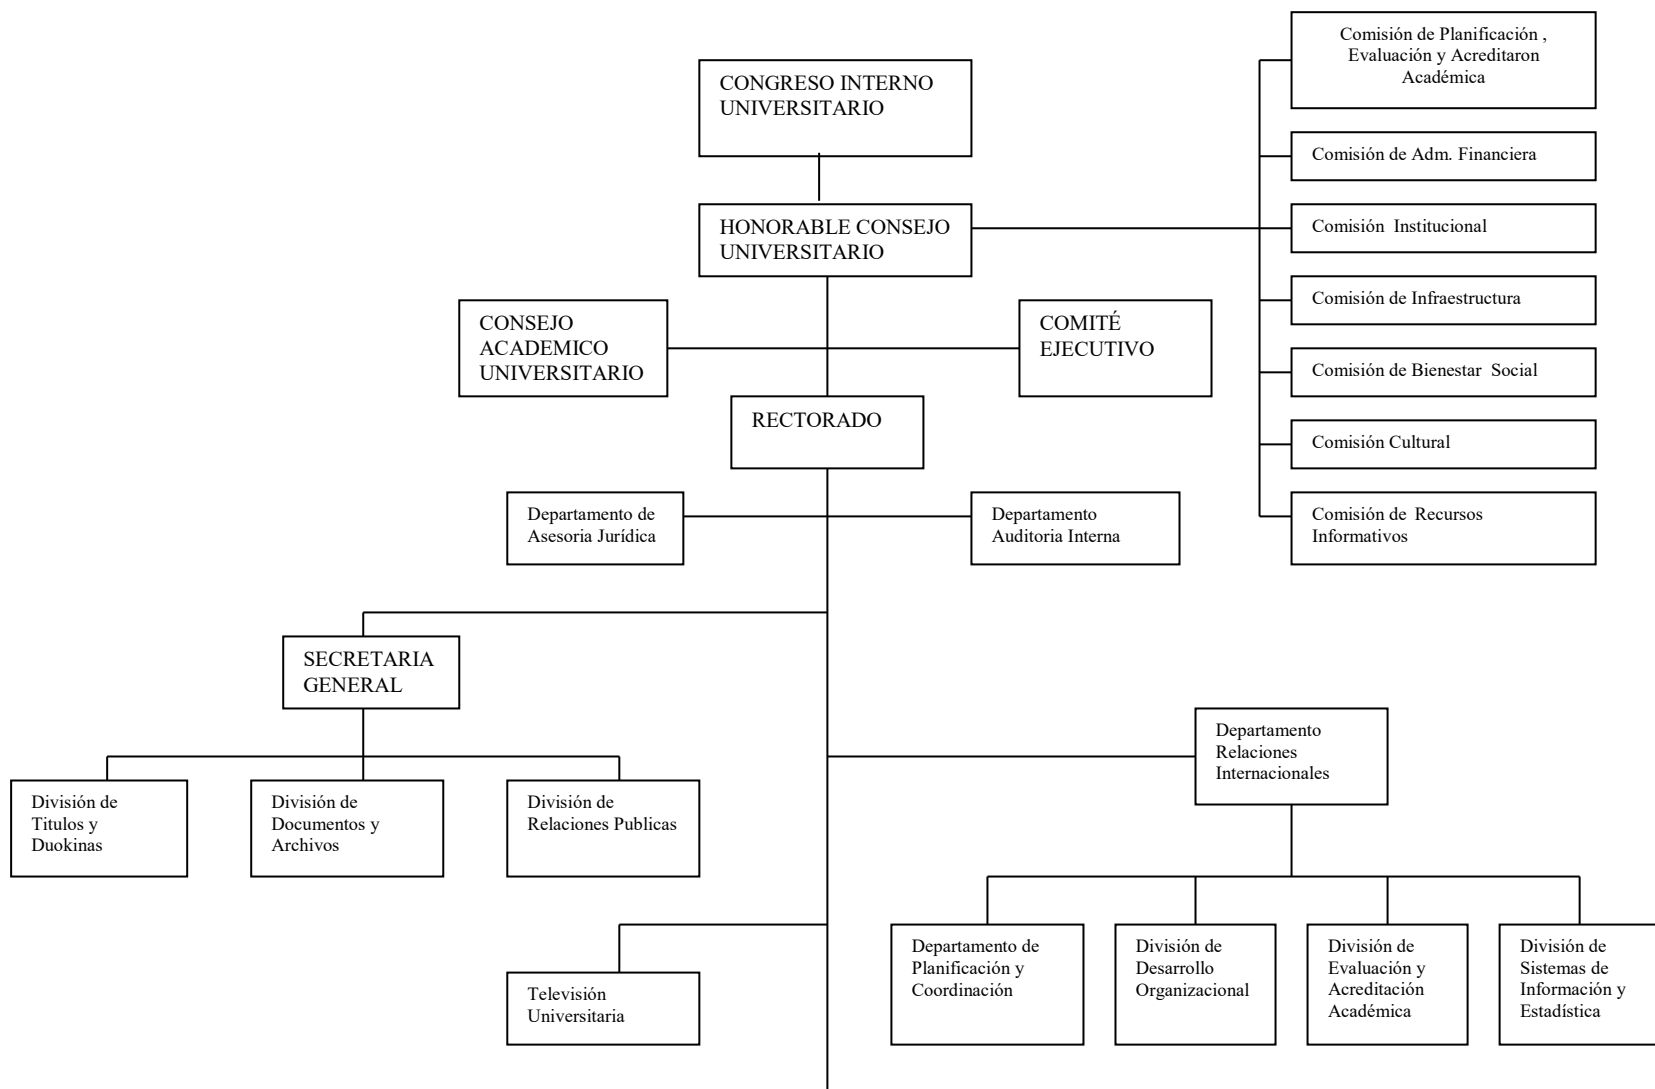 Comisión de Planificación ,
Evaluación y Acreditaron
Académica
CONGRESO INTERNO
UNIVERSITARIO
Comisión de Adm. Financiera
HONORABLE CONSEJO
UNIVERSITARIO
Comisión Institucional
Comisión de Infraestructura
CONSEJO
ACADEMICO
UNIVERSITARIO
COMITÉ
EJECUTIVO
Comisión de Bienestar Social
RECTORADO
Comisión Cultural
Departamento de
Asesoria Jurídica
Departamento
Auditoria Interna
Comisión de Recursos
Informativos
SECRETARIA
GENERAL
Departamento
Relaciones
Internacionales
División de
Titulos y
Duokinas
División de
Documentos y
Archivos
División de
Relaciones Publicas
Departamento de
Planificación y
Coordinación
División de
Desarrollo
Organizacional
División de
Evaluación y
Acreditación
Académica
División de
Sistemas de
Información y
Estadística
Televisión
Universitaria